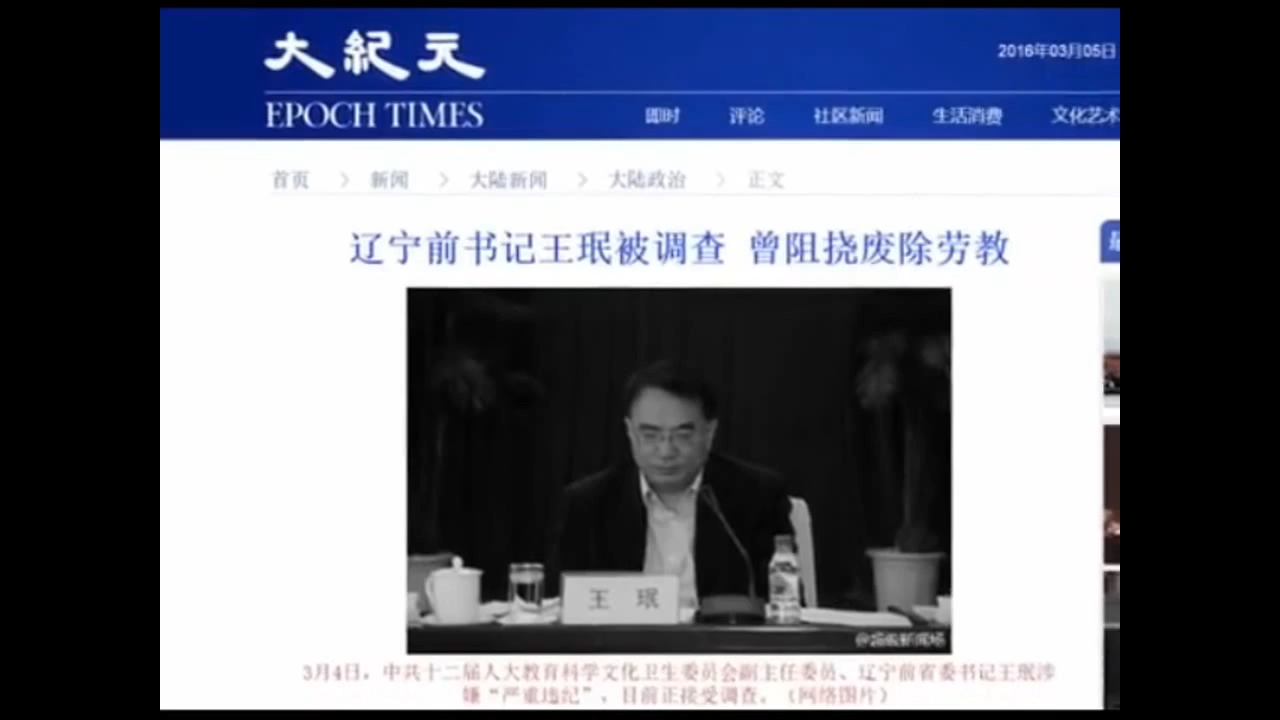 大紀元
2016年03月05日
EPOCH TIMES
即时 评论 社区新闻 生活消费 文化艺术
首页 > 新闻 > 大陆新闻 > 大陆政治 > 正文
辽宁前书记王珉被调查 曾阻挠废除劳教
王 珉
3月4日，中共十二届人大教育科学文化卫生委员会副主任委员、辽宁前省委书记王珉涉
嫌“严重违纪”，目前正接受调查。（网络图片）